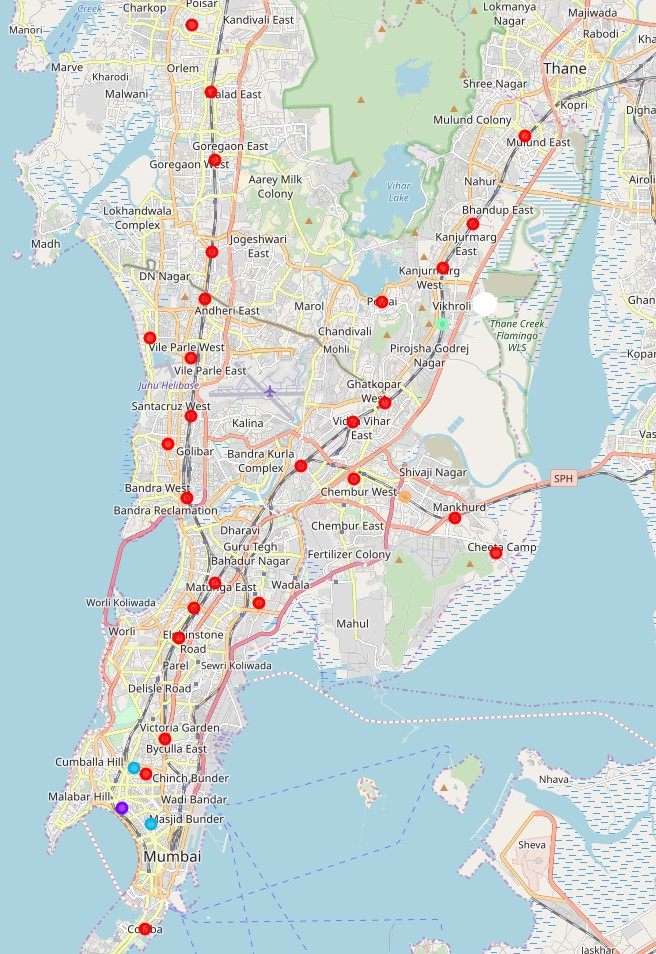 Creek
Charkop
Poisar
Kandivali East
Lokmanya
Nagar
Majiwada
Manori
Rabodi
Marve
Orlem
Thane
Kharodi
Malwani
Malad East
Shree Nagar
Kopri
Mulund Colony
Goregaon East
Mulund East
Goregaon West
Vihar
Lake
Aarey Milk
Colony
Nahur
Lokhandwala
Complex
Bhandup East
Madh
Jogeshwari
East
Kanjurmarg
East
DN Nagar
Kanjurmarg
West
Andheri East
Marol
Powai
Vikhroli
Chandivali
Thane Creek
Flamingo
WLS
Vile Parle West
Mohli
Pirojsha Godrej
Nagar
Vile Parle East
Juhu Helibase
Ghatkopar
West
Santacruz West
Kalina
Vidya Vihar
East
Golibar
Bandra Kurla
Complex
Shivaji Nagar
SPH
Bandra West
Chembur West
Bandra Reclamation
Mankhurd
Dharavi
Chembur East
Guru Tegh
Bahadur Nagar
Fertilizer Colony
Cheeta Camp
Matunga East
Wadala
Worli Koliwada
Mahul
Worli
Elphinstone
Road
Parel
Sewri Koliwada
Delisle Road
Victoria Garden
Byculla East
Cumballa Hill
Chinch Bunder
Nhava
Malabar Hill
Wadi Bandar
Masjid Bunder
Sheva
Mumbai
Colaba
Jaskhar